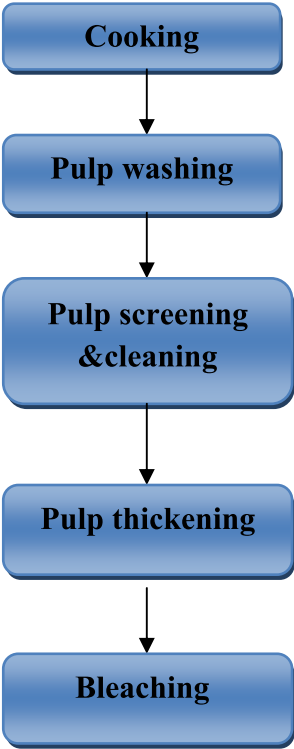 Cooking
Pulp washing
Pulp screening
&cleaning
Pulp thickening
Bleaching